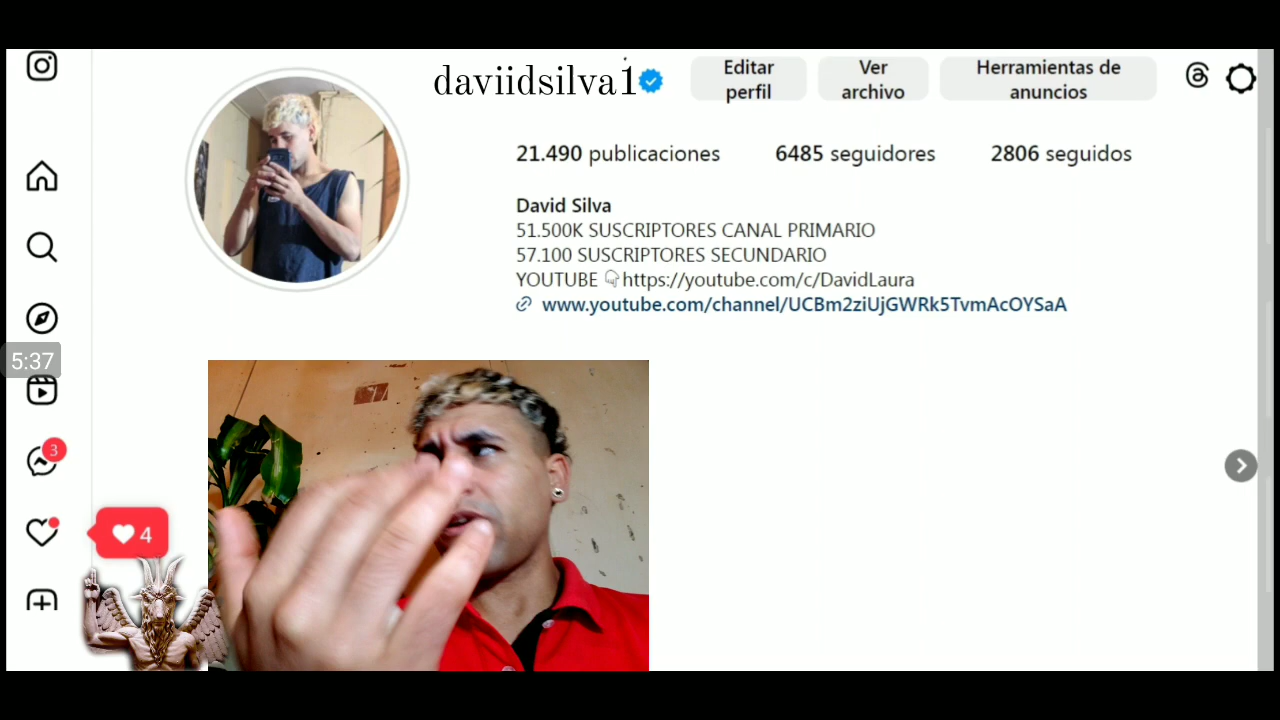 daviidsilva1
Editar
perfil
Ver
archivo
Herramientas de
anuncios
21.490 publicaciones
6485 seguidores
2806 seguidos
David Silva
51.500K SUSCRIPTORES CANAL PRIMARIO
57.100 SUSCRIPTORES SECUNDARIO
YOUTUBE 👇https://youtube.com/c/DavidLaura
www.youtube.com/channel/UCBm2ziUjGWRk5TvmAcOYSaA
5:37
3
4